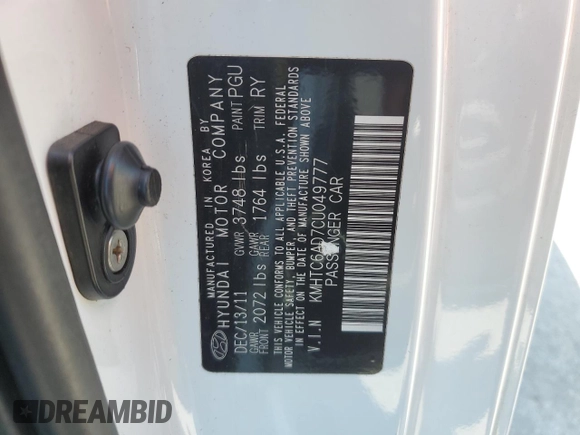 MANUFACTURED IN KOREA BY
HYUNDAI MOTOR COMPANY
DEC/13/11 GVWR 3748 lbs PAINT PGU
GAWR FRONT 2072 lbs GAWR REAR 1764 lbs TRIM RY
THIS VEHICLE CONFORMS TO ALL APPLICABLE U.S.A. FEDERAL
MOTOR VEHICLE SAFETY, BUMPER, AND THEFT PREVENTION STANDARDS
IN EFFECT ON THE DATE OF MANUFACTURE SHOWN ABOVE
V.I.N KMHTC6AD7CU049777
PASSENGER CAR
DREAMBID